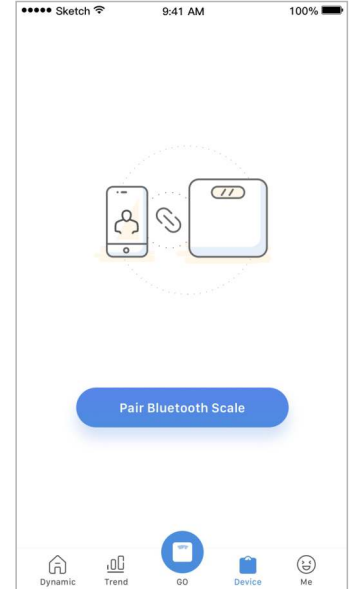 Sketch 9:41 AM 100%
Pair Bluetooth Scale
Dynamic Trend GO Device Me